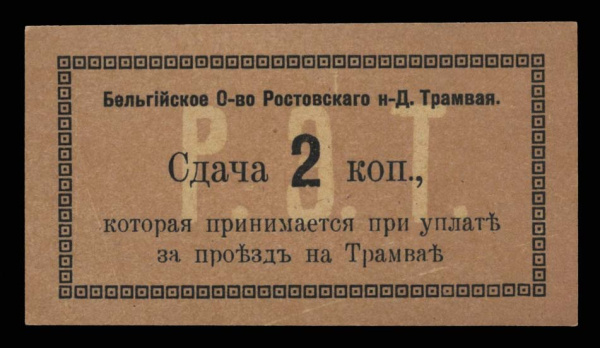 Бельгійское О-во Ростовскаго н-Д. Трамвая.
Р. О. Т.
Сдача 2 коп.,
которая принимается при уплатѣ
за проѣздъ на Трамваѣ